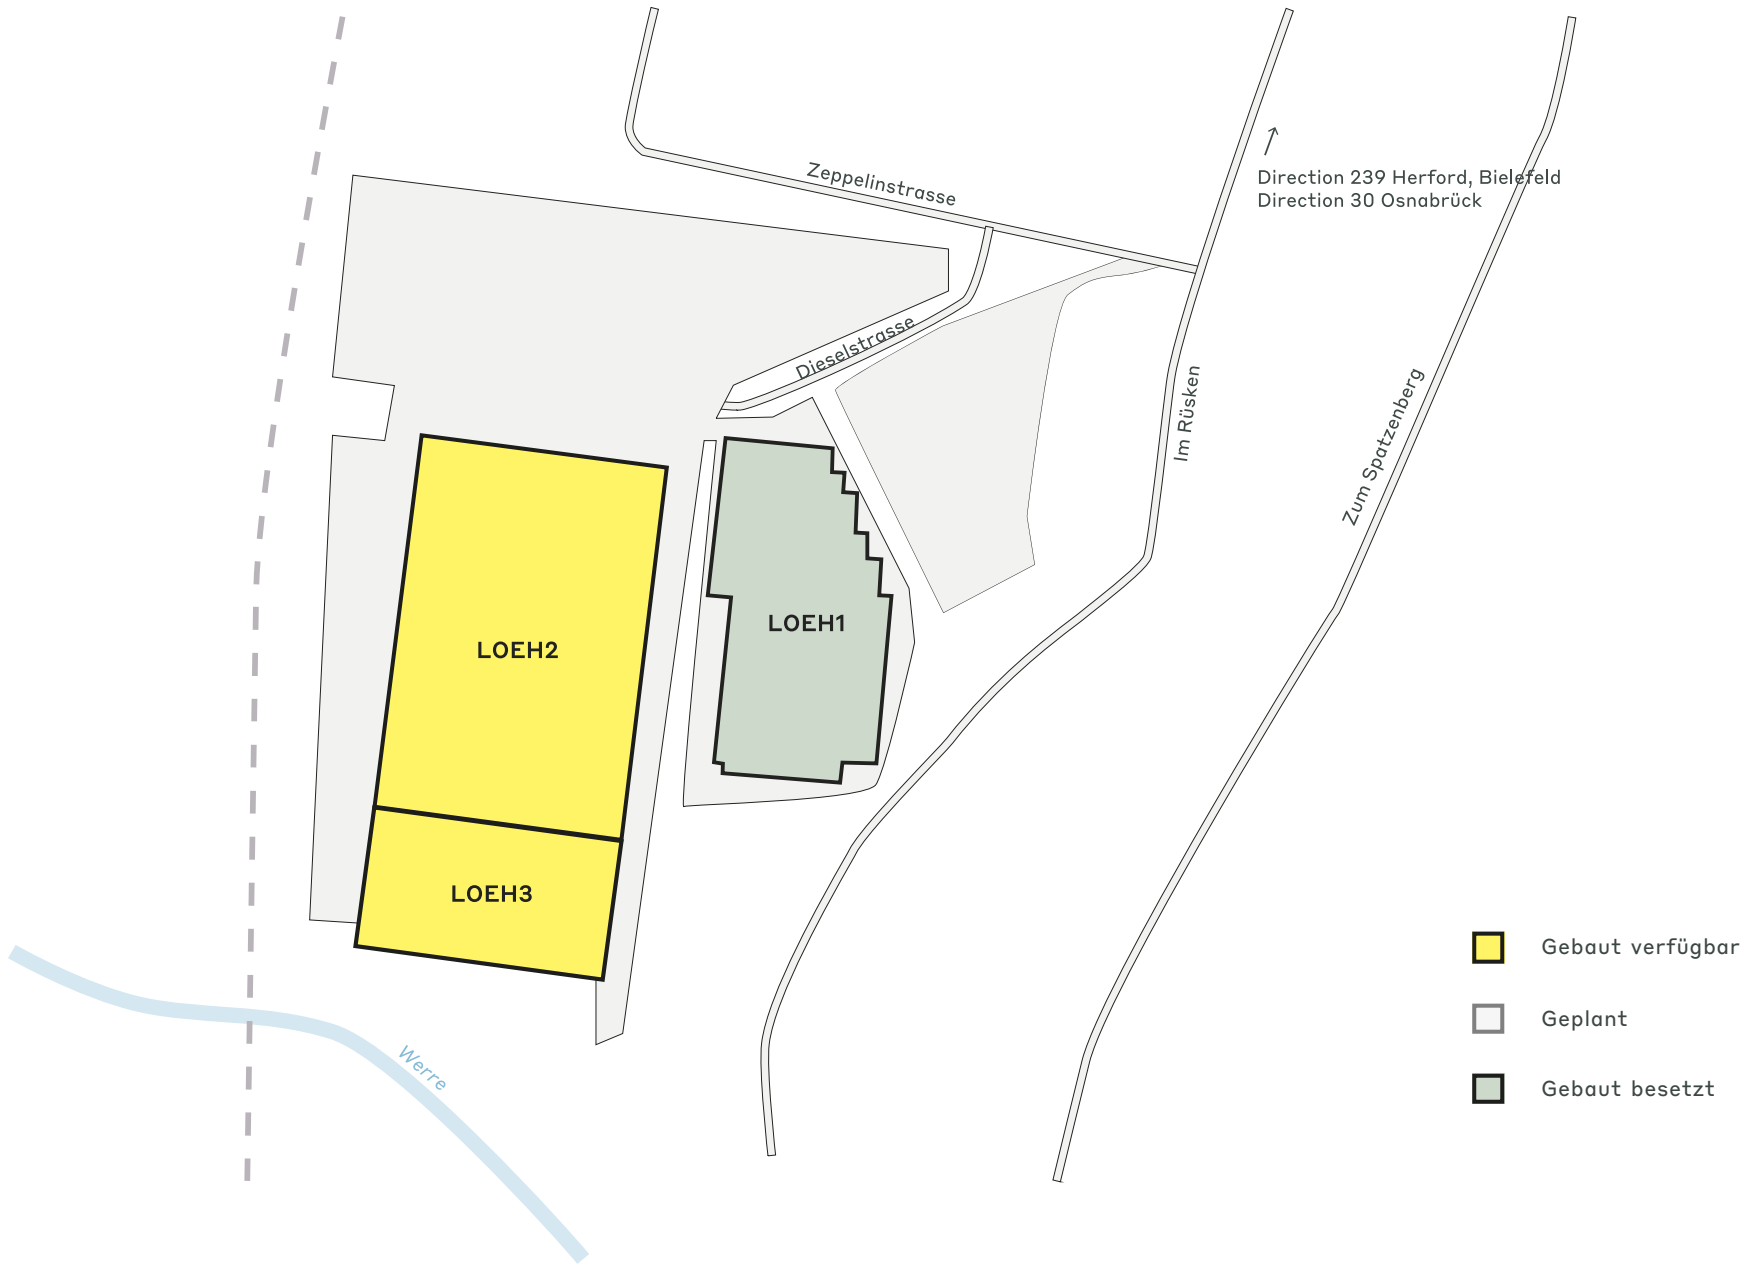 Zeppelinstrasse
Direction 239 Herford, Bielefeld
Direction 30 Osnabrück
Dieselstrasse
Im Rüsken
Zum Spatzenberg
LOEH1
LOEH2
LOEH3
Werre
Gebaut verfügbar
Geplant
Gebaut besetzt